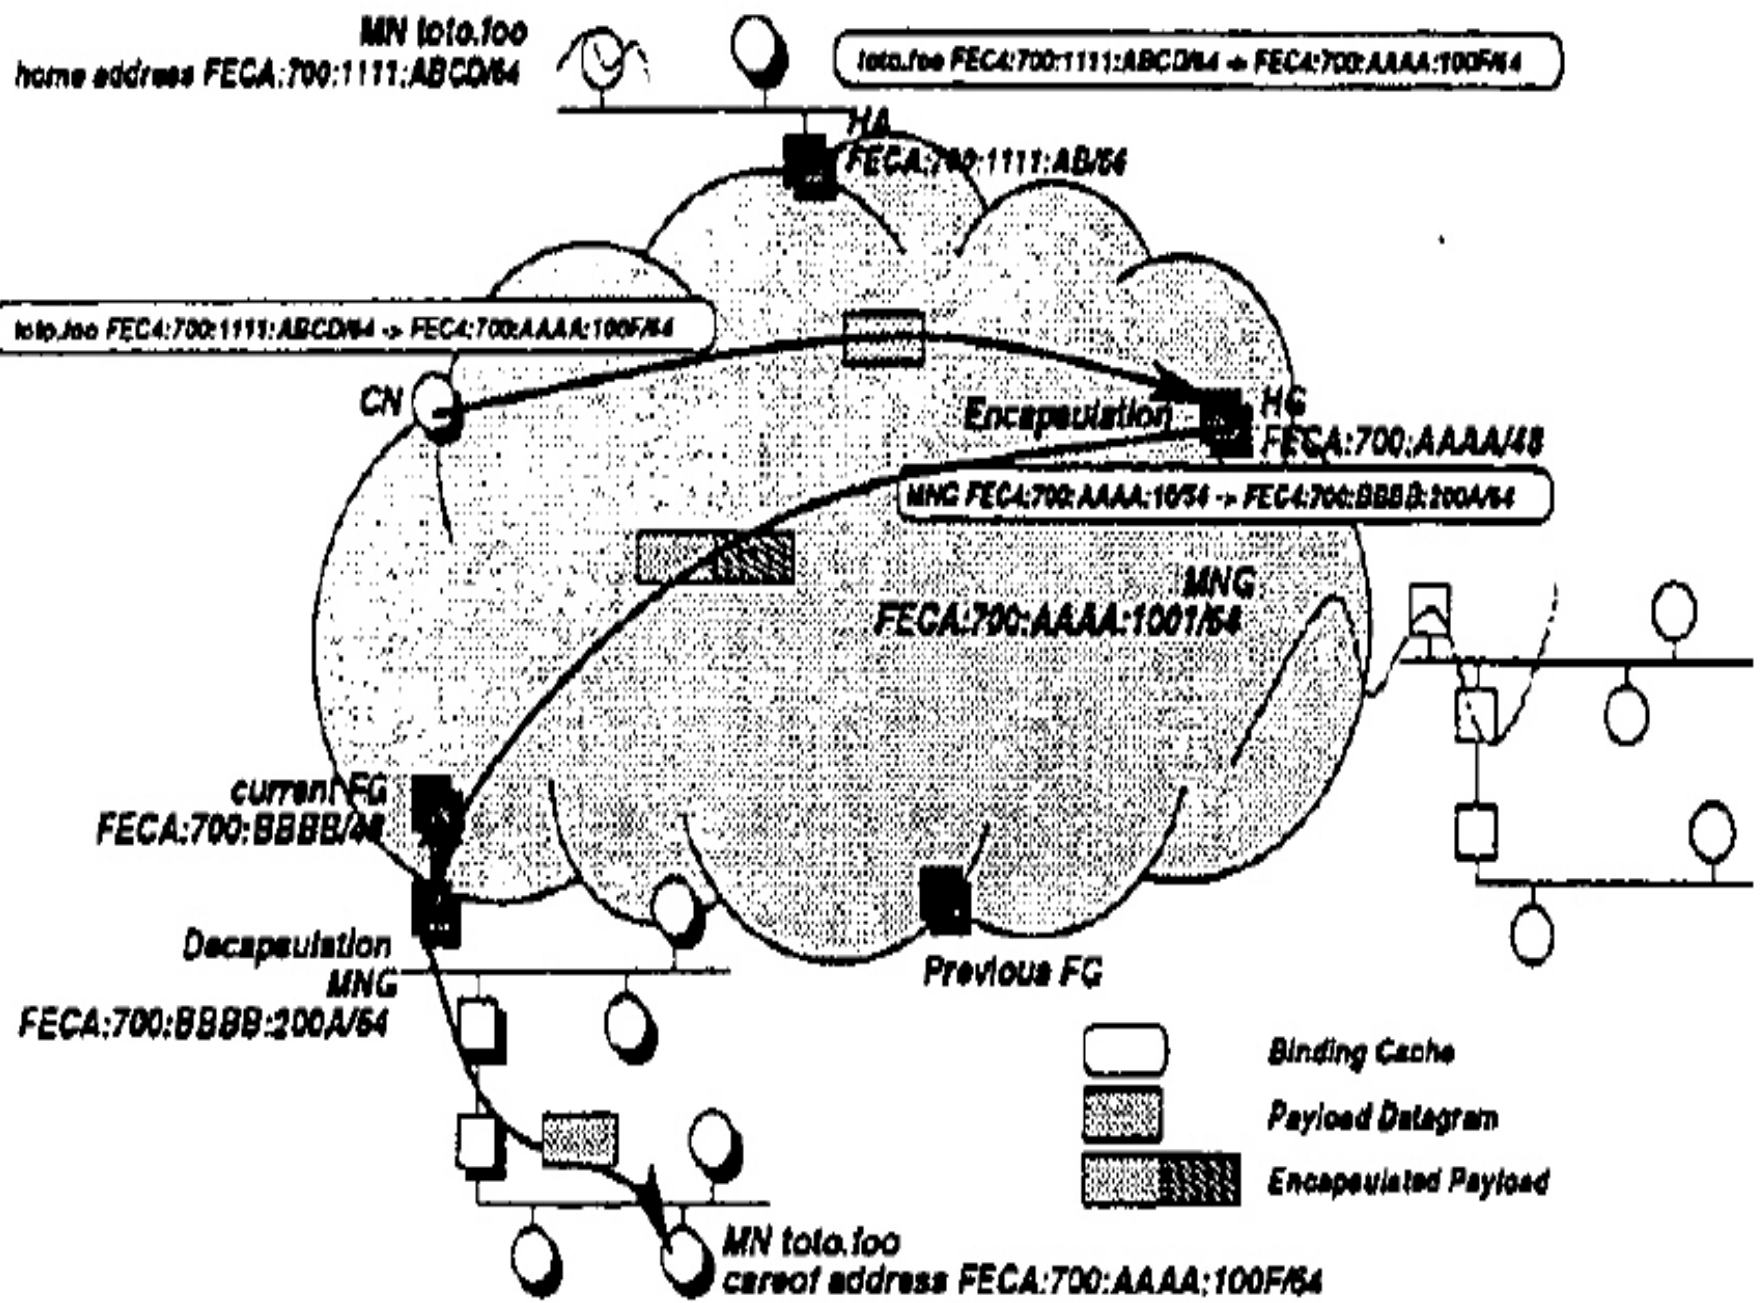 MN toto.foo
home address FECA:700:1111:ABCD/64
toto.foo FEC4:700:1111:ABCD/64 -> FEC4:700:AAAA:100F/64
HA
FECA:700:1111:AB/64
toto.foo FEC4:700:1111:ABCD/64 -> FEC4:700:AAAA:100F/64
CN
Encapsulation
HG
FECA:700:AAAA/48
MNG FEC4:700:AAAA:10/64 -> FEC4:700:BBBB:200A/64
MNG
FECA:700:AAAA:1001/64
current FG
FECA:700:BBBB/48
Decapsulation
MNG
FECA:700:BBBB:200A/64
Previous FG
Binding Cache
Payload Datagram
Encapsulated Payload
MN toto.foo
careof address FECA:700:AAAA:100F/64